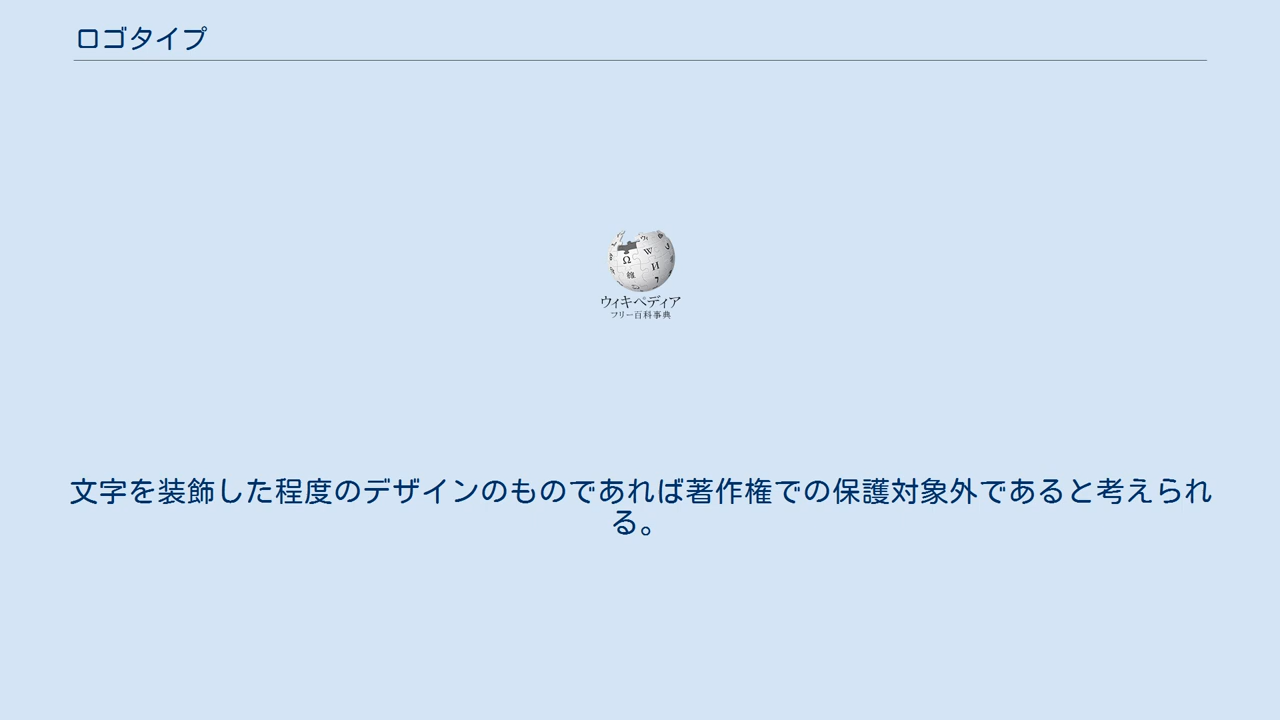 ロゴタイプ
Ω W И 維 7
ウィキペディア
フリー百科事典
文字を装飾した程度のデザインのものであれば著作権での保護対象外であると考えられ
る。